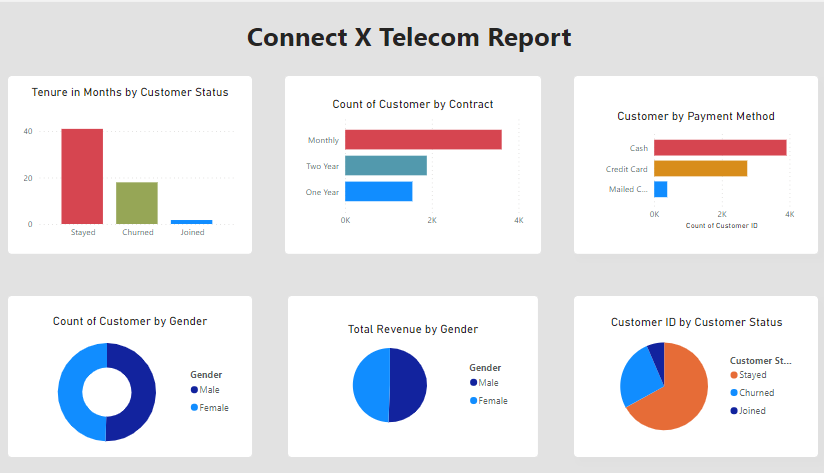 Connect X Telecom Report
Tenure in Months by Customer Status
40
20
0
Stayed
Churned
Joined
Count of Customer by Contract
Monthly
Two Year
One Year
0K
2K
4K
Customer by Payment Method
Cash
Credit Card
Mailed C...
0K
2K
4K
Count of Customer ID
Count of Customer by Gender
Gender
Male
Female
Total Revenue by Gender
Gender
Male
Female
Customer ID by Customer Status
Customer St...
Stayed
Churned
Joined